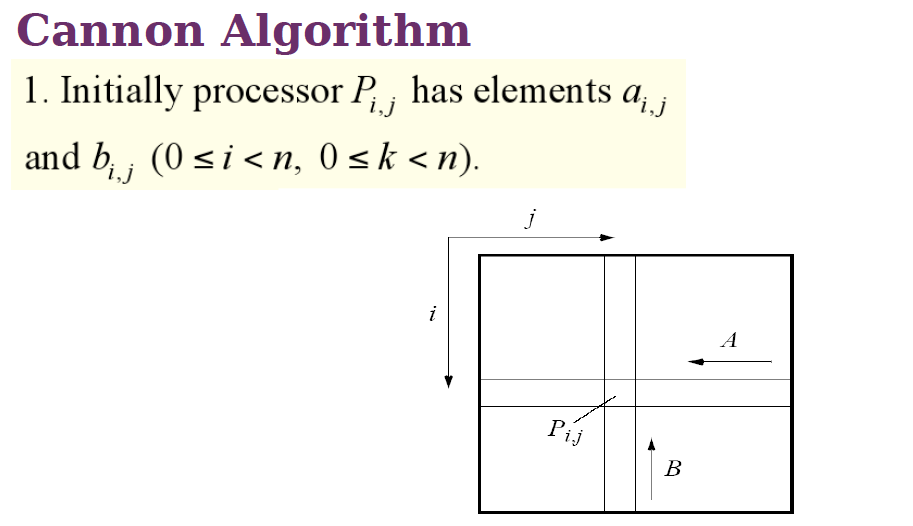 Cannon Algorithm
1. Initially processor P_{i,j} has elements a_{i,j}
and b_{i,j} (0 ≤ i < n, 0 ≤ k < n).
j
i
A
P_{i,j}
B